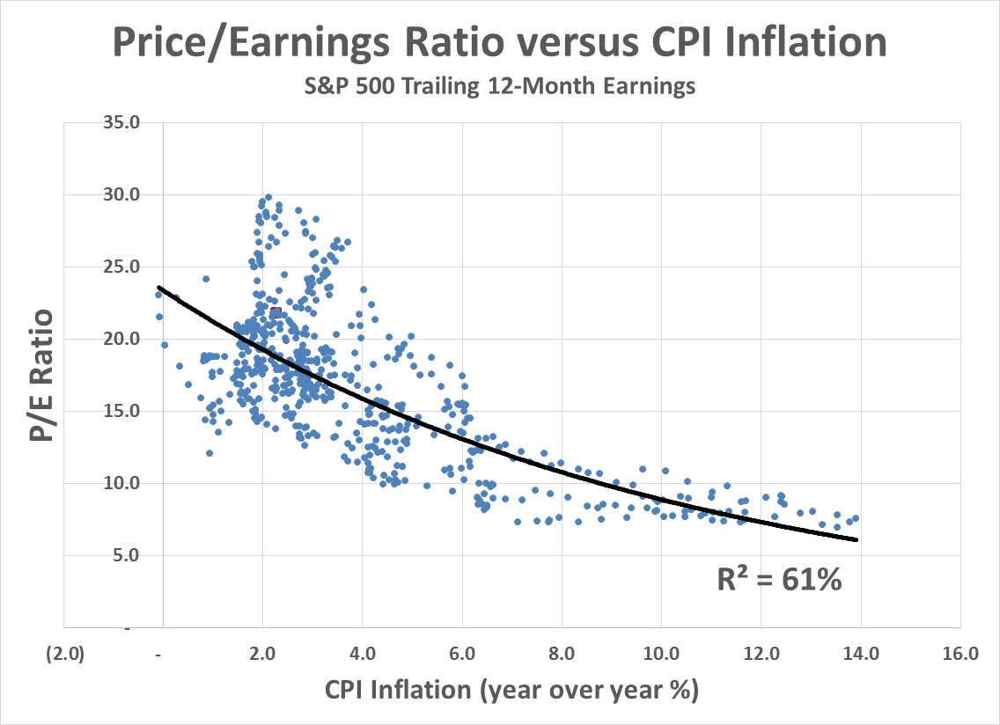 Price/Earnings Ratio versus CPI Inflation
S&P 500 Trailing 12-Month Earnings
35.0
30.0
25.0
20.0
15.0
10.0
5.0
-
P/E Ratio
R² = 61%
(2.0) - 2.0 4.0 6.0 8.0 10.0 12.0 14.0 16.0
CPI Inflation (year over year %)